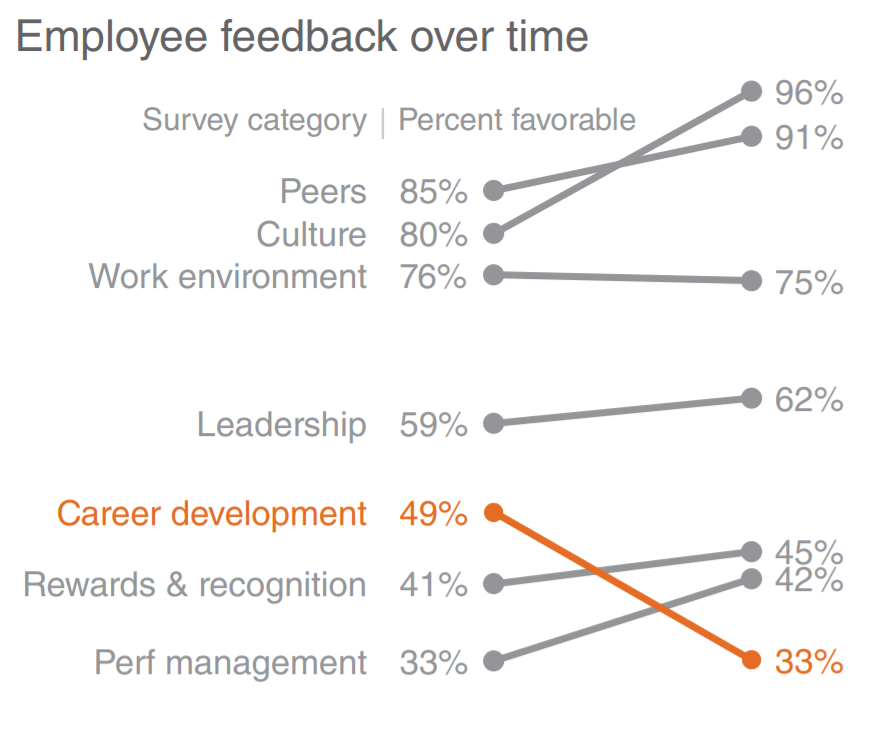 Employee feedback over time
96%
Survey category | Percent favorable
91%
Peers 85%
Culture 80%
Work environment 76% 75%
Leadership 59% 62%
Career development 49%
45%
Rewards & recognition 41% 42%
Perf management 33% 33%